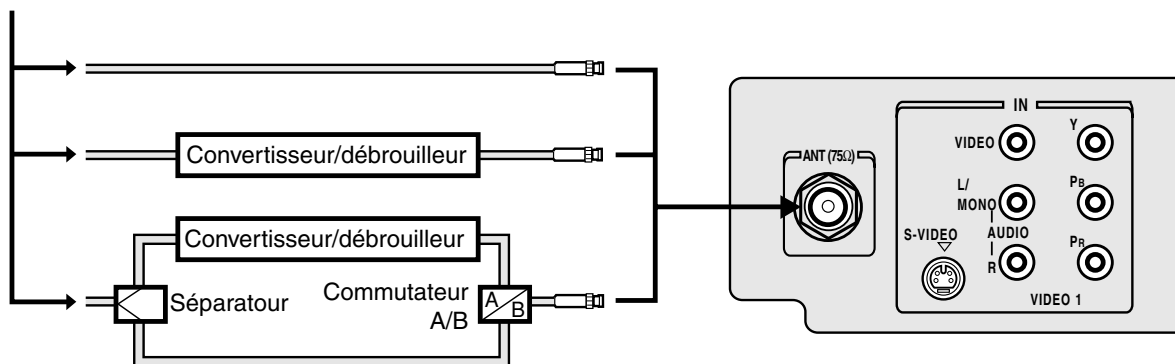 Convertisseur/débrouilleur
Convertisseur/débrouilleur
Séparatour
Commutateur
A/B
A
B
ANT (75Ω)
IN
VIDEO
Y
L/
MONO
PB
AUDIO
S-VIDEO
R
PR
VIDEO 1